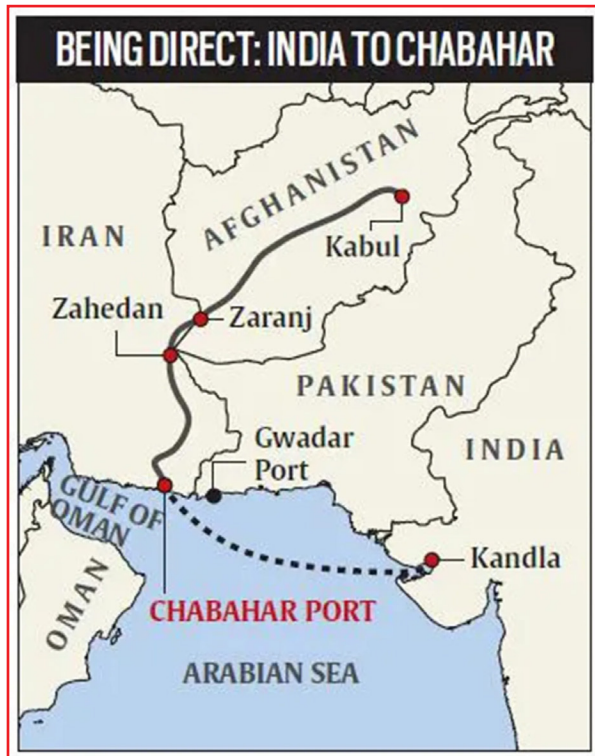 BEING DIRECT: INDIA TO CHABAHAR
AFGHANISTAN
IRAN
Kabul
Zahedan
Zaranj
PAKISTAN
Gwadar
Port
INDIA
GULF OF
OMAN
Kandla
OMAN
CHABAHAR PORT
ARABIAN SEA